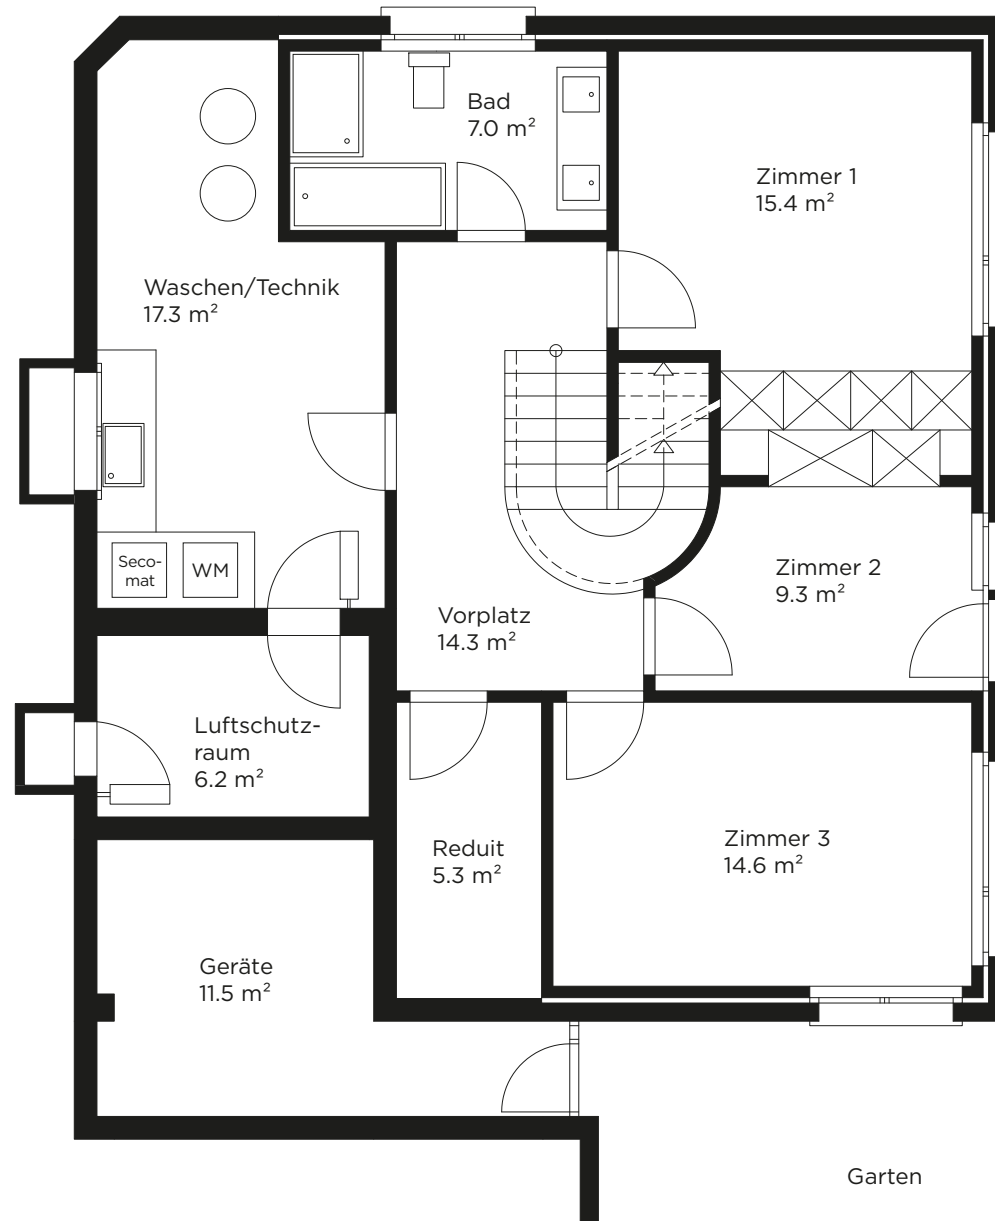 Bad
7.0 m²
Zimmer 1
15.4 m²
Waschen/Technik
17.3 m²
Seco-
mat
WM
Zimmer 2
9.3 m²
Vorplatz
14.3 m²
Luftschutz-
raum
6.2 m²
Zimmer 3
14.6 m²
Reduit
5.3 m²
Geräte
11.5 m²
Garten